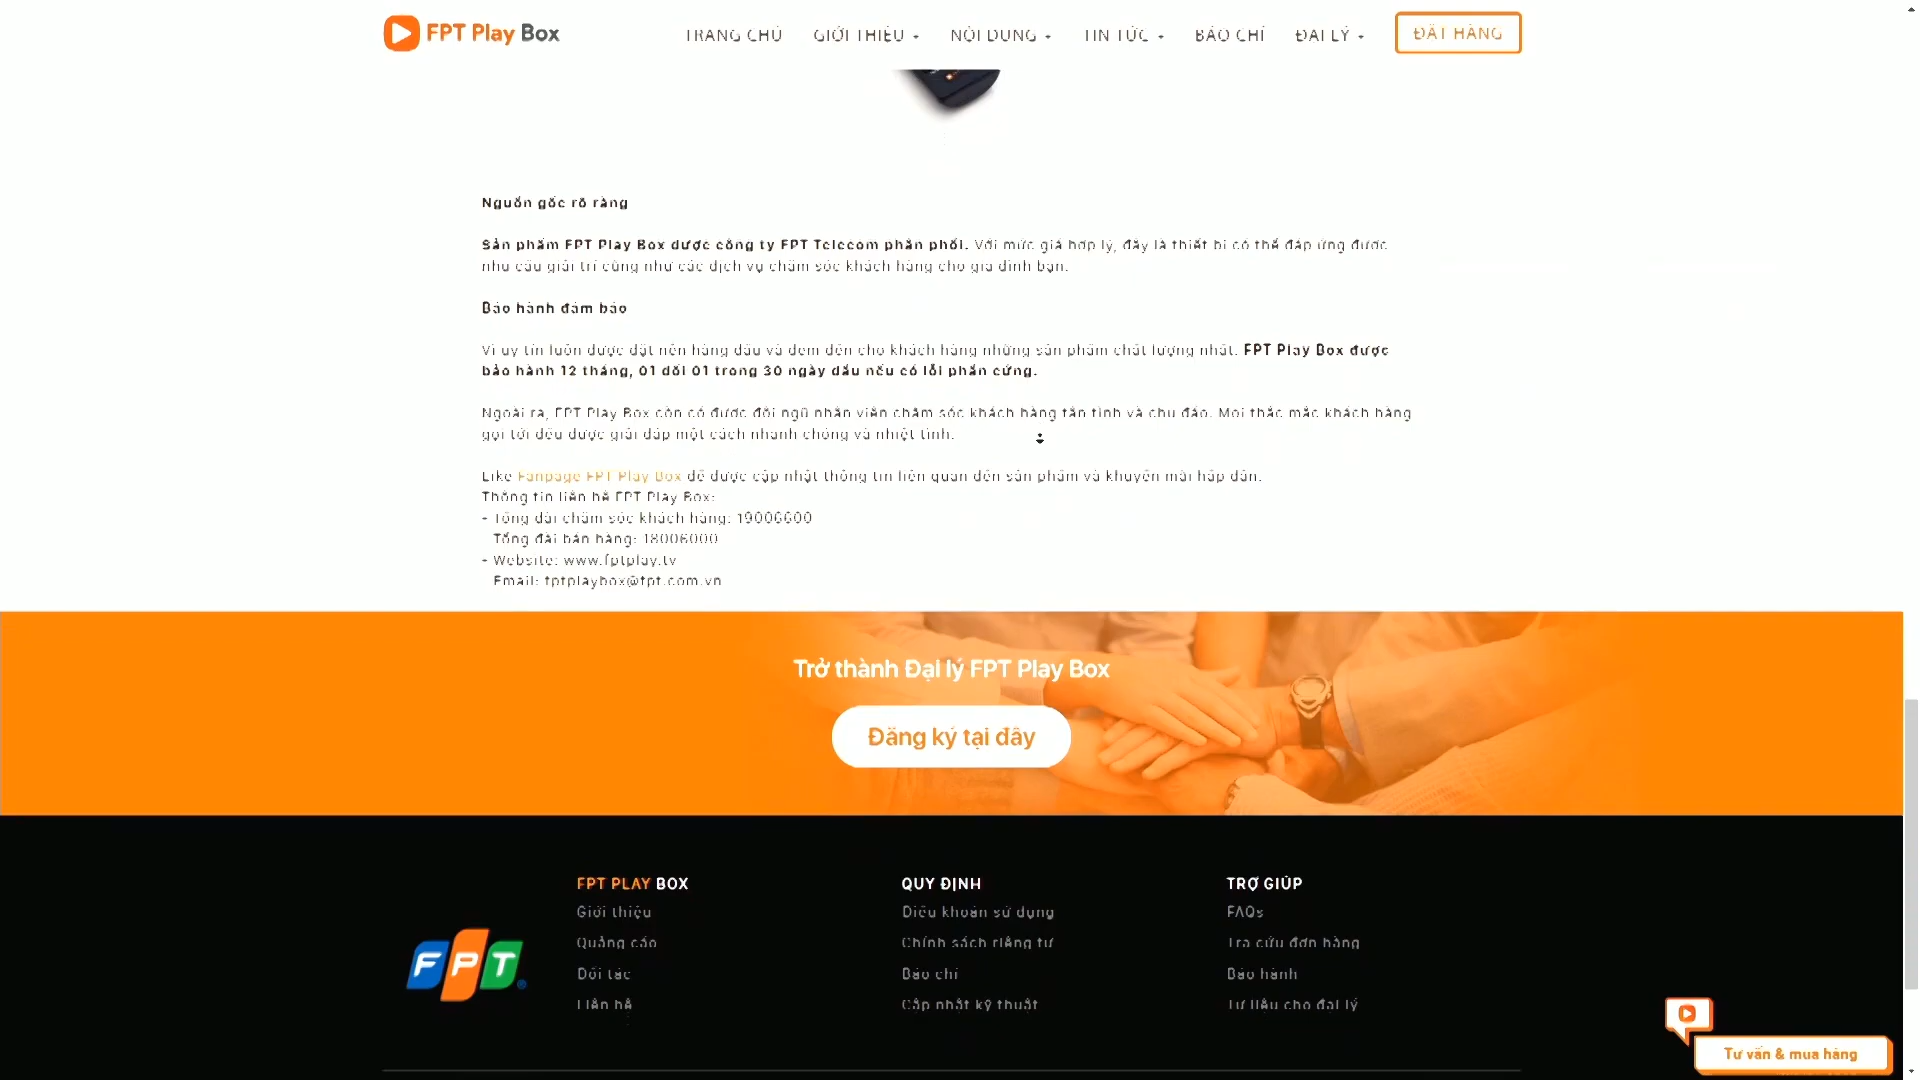 FPT Play Box
TRANG CHỦ
GIỚI THIỆU
NỘI DUNG
TIN TỨC
BÁO CHÍ
ĐẠI LÝ
ĐẶT HÀNG
Nguồn gốc rõ ràng
Sản phẩm FPT Play Box được công ty FPT Telecom phân phối. Với mức giá hợp lý, đây là thiết bị có thể đáp ứng được
nhu cầu giải trí cũng như các dịch vụ chăm sóc khách hàng cho gia đình bạn.
Bảo hành đảm bảo
Vì uy tín luôn được đặt nên hàng đầu và đem đến cho khách hàng những sản phẩm chất lượng nhất. FPT Play Box được
bảo hành 12 tháng, 01 đổi 01 trong 30 ngày đầu nếu có lỗi phần cứng.
Ngoài ra, FPT Play Box còn có được đội ngũ nhân viên chăm sóc khách hàng tận tình và chu đáo. Mọi thắc mắc khách hàng
gọi tới đều được giải đáp một cách nhanh chóng và nhiệt tình.
Like Fanpage FPT Play Box để được cập nhật thông tin liên quan đến sản phẩm và khuyến mãi hấp dẫn.
Thông tin liên hệ FPT Play Box:
- Tổng đài chăm sóc khách hàng: 19006600
Tổng đài bán hàng: 18006000
- Website: www.fptplay.tv
Email: fptplaybox@fpt.com.vn
Trở thành Đại lý FPT Play Box
Đăng ký tại đây
FPT
FPT PLAY BOX
Giới thiệu
Quảng cáo
Đối tác
Liên hệ
QUY ĐỊNH
Điều khoản sử dụng
Chính sách riêng tư
Báo chí
Cập nhật kỹ thuật
TRỢ GIÚP
FAQs
Tra cứu đơn hàng
Bảo hành
Tư liệu cho đại lý
Tư vấn & mua hàng